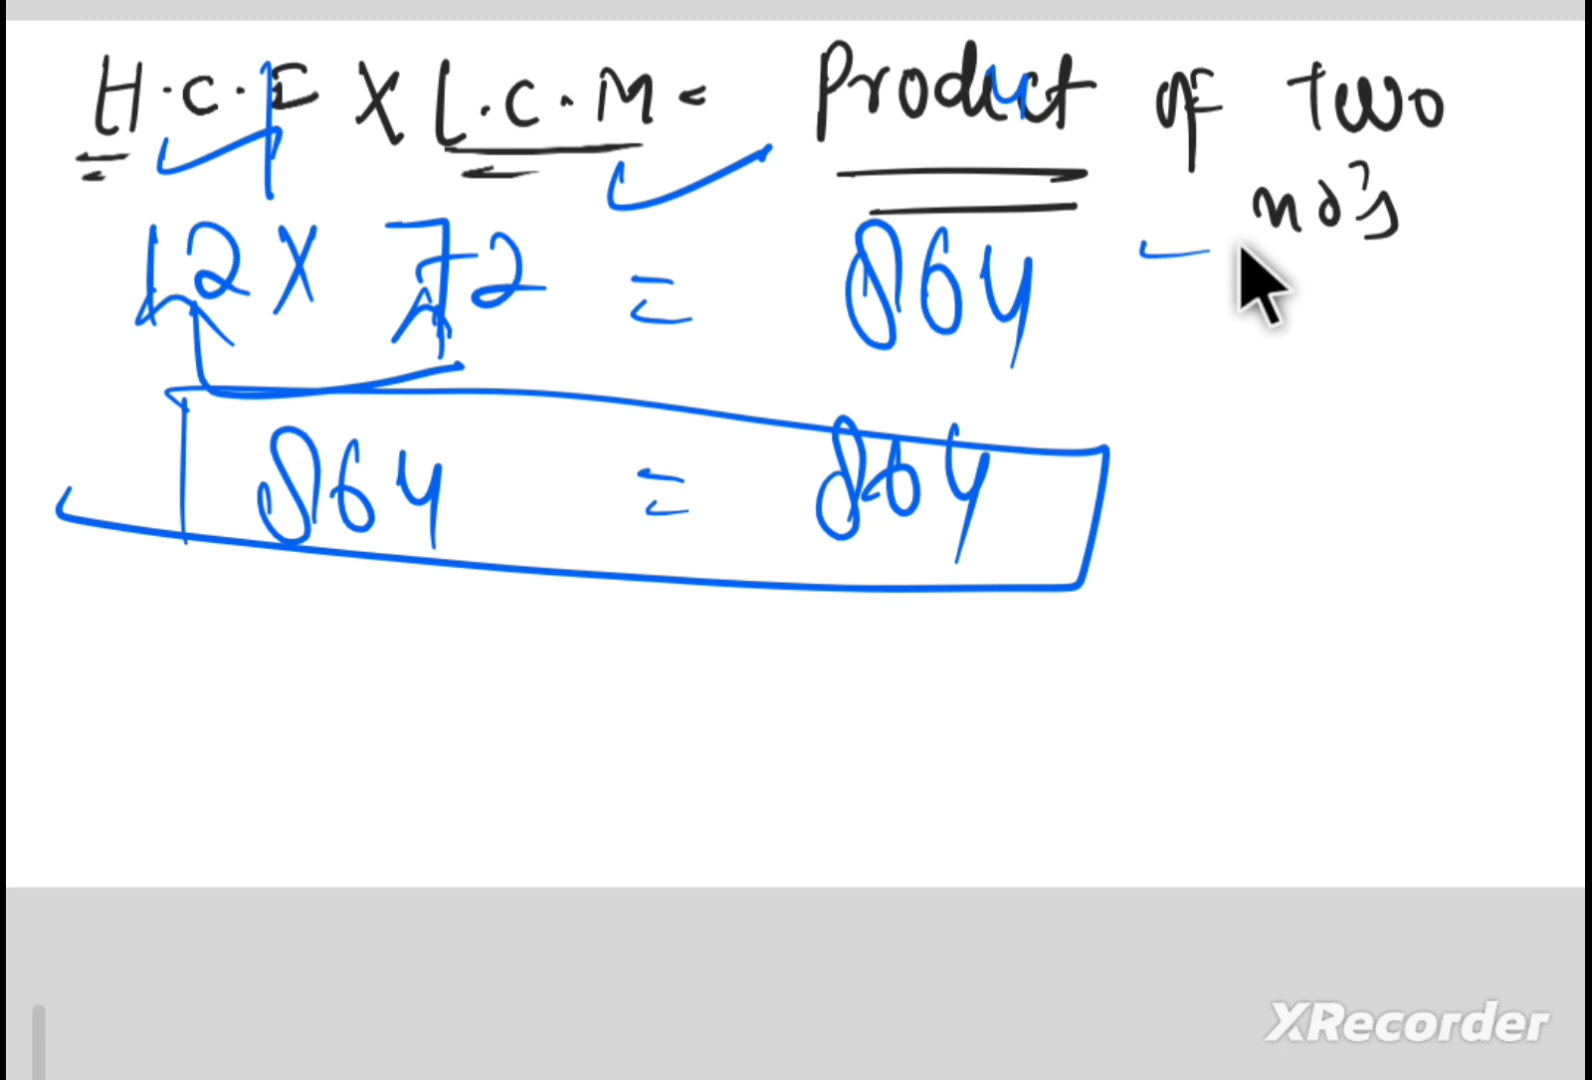 H.C.F X L.C.M = Product of two
no's
12 X 72 = 864
864 = 864
XRecorder